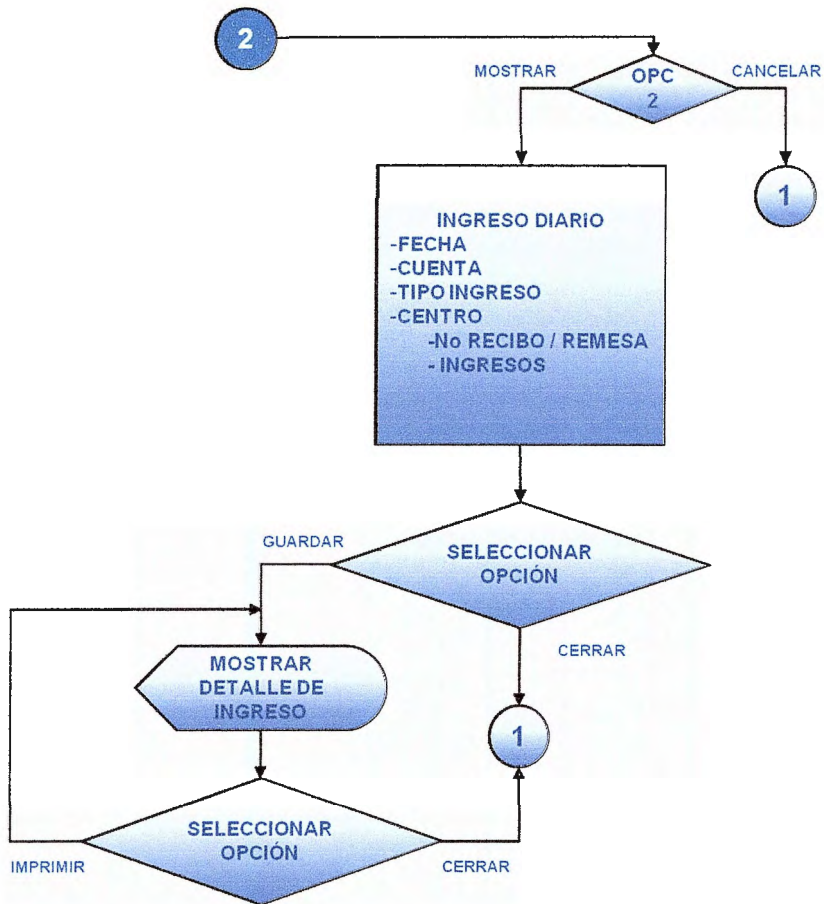 2
MOSTRAR
OPC
2
CANCELAR
1
INGRESO DIARIO
-FECHA
-CUENTA
-TIPO INGRESO
-CENTRO
-No RECIBO / REMESA
- INGRESOS
GUARDAR
SELECCIONAR
OPCIÓN
CERRAR
MOSTRAR
DETALLE DE
INGRESO
1
SELECCIONAR
OPCIÓN
IMPRIMIR
CERRAR